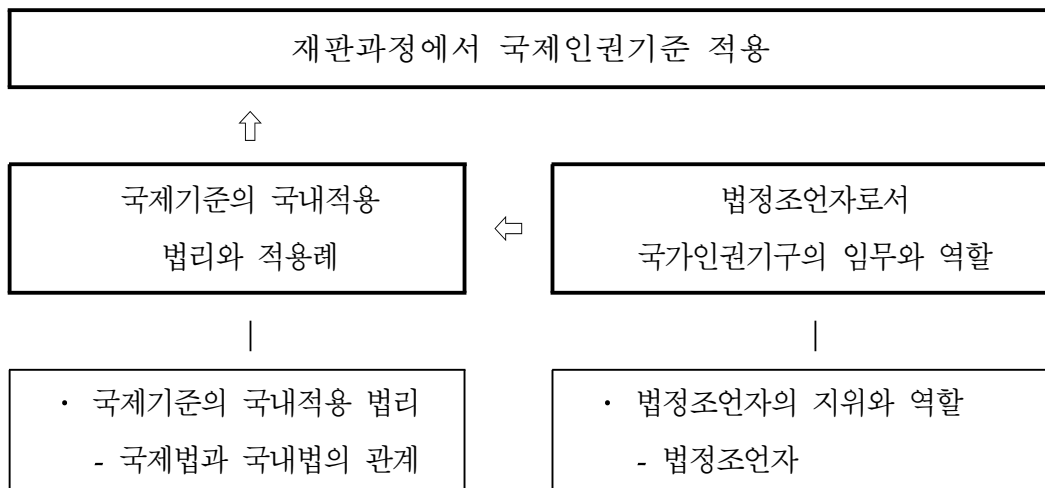 재판과정에서 국제인권기준 적용
⇧
국제기준의 국내적용
법리와 적용례
⇦
법정조언자로서
국가인권기구의 임무와 역할
· 국제기준의 국내적용 법리
- 국제법과 국내법의 관계
· 법정조언자의 지위와 역할
- 법정조언자